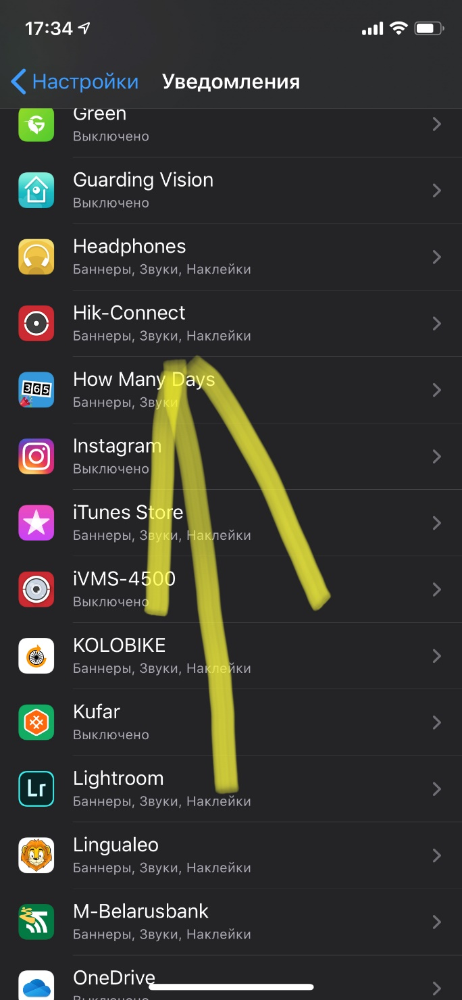 17:34
Настройки Уведомления
Green
Выключено
Guarding Vision
Выключено
Headphones
Баннеры, Звуки, Наклейки
Hik-Connect
Баннеры, Звуки, Наклейки
How Many Days
365
Баннеры, Звуки
Instagram
Выключено
iTunes Store
Баннеры, Звуки, Наклейки
iVMS-4500
Выключено
KOLOBIKE
Баннеры, Звуки, Наклейки
Kufar
Выключено
Lightroom
Lr
Баннеры, Звуки, Наклейки
Lingualeo
Баннеры, Звуки, Наклейки
M-Belarusbank
Баннеры, Звуки, Наклейки
OneDrive
Выключено